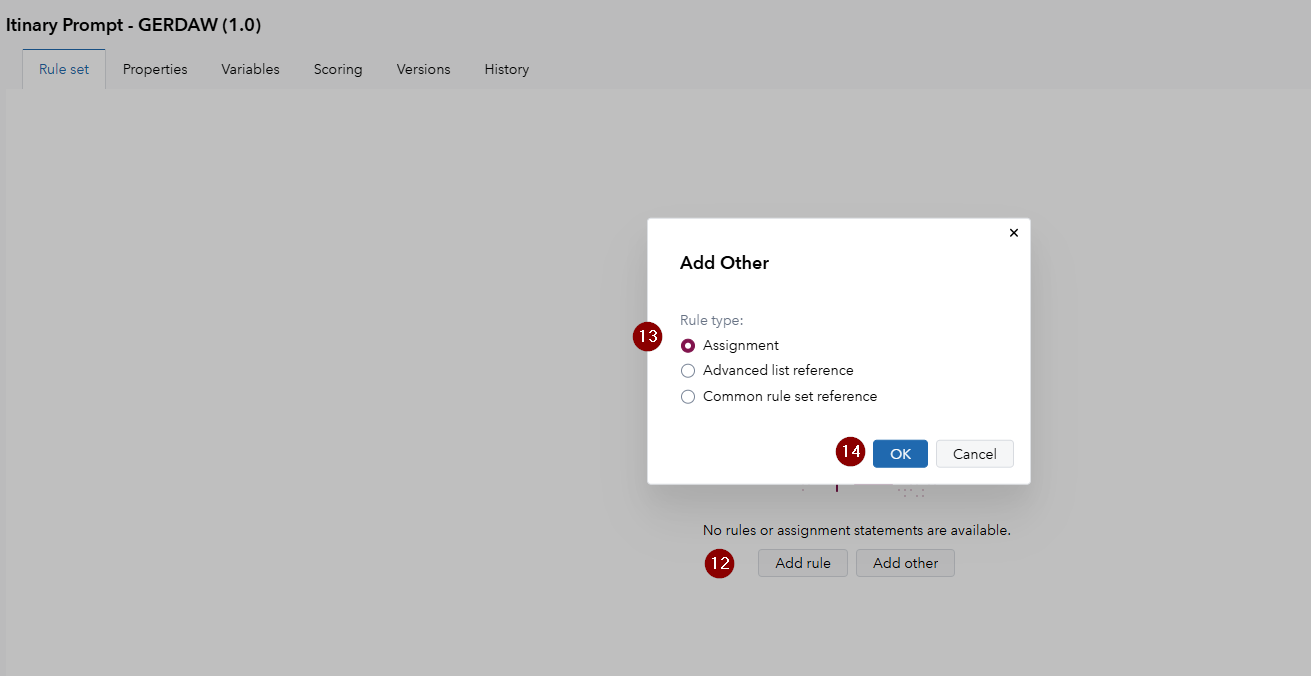 Itinary Prompt - GERDAW (1.0)
Rule set Properties Variables Scoring Versions History
×
Add Other
Rule type:
13
Assignment
Advanced list reference
Common rule set reference
14 OK Cancel
No rules or assignment statements are available.
12 Add rule Add other